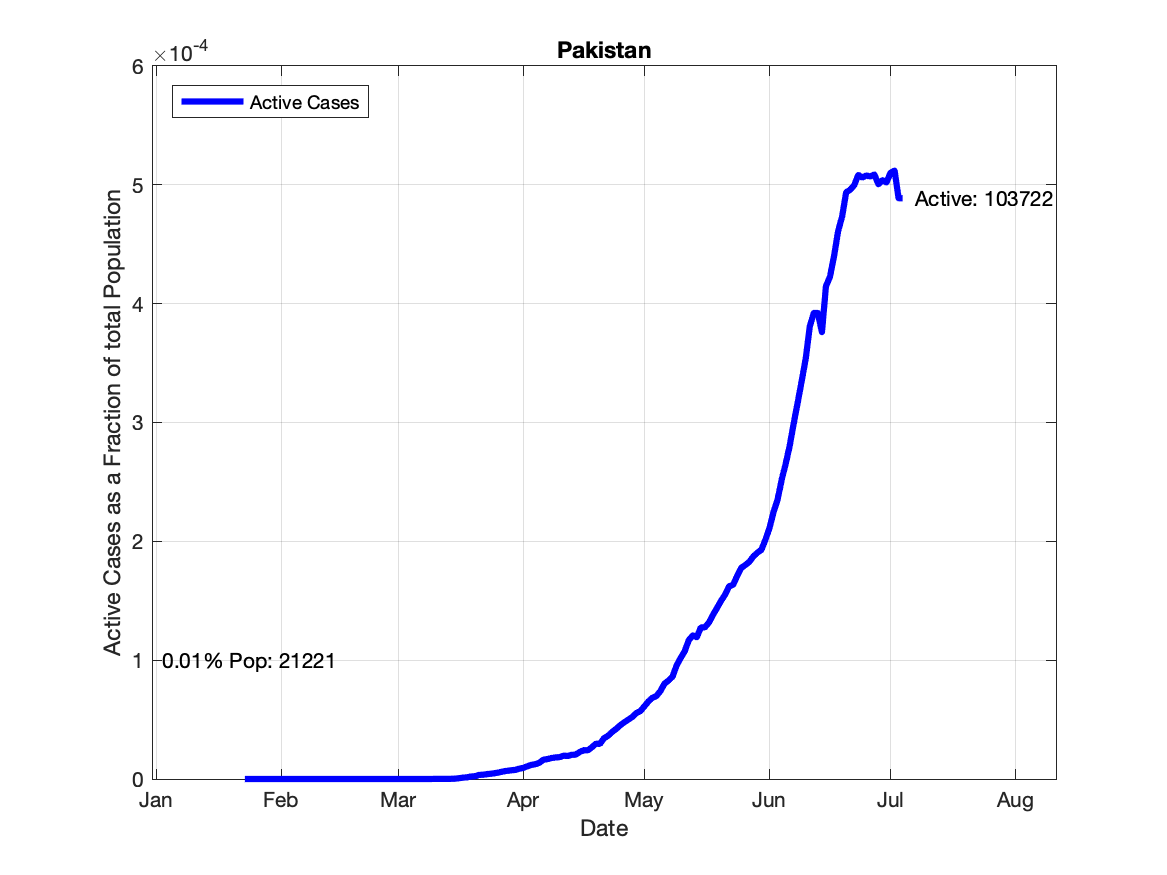 Pakistan
×10-4
6
5
4
3
2
1
0
Active Cases
Active: 103722
0.01% Pop: 21221
Active Cases as a Fraction of total Population
Jan Feb Mar Apr May Jun Jul Aug
Date